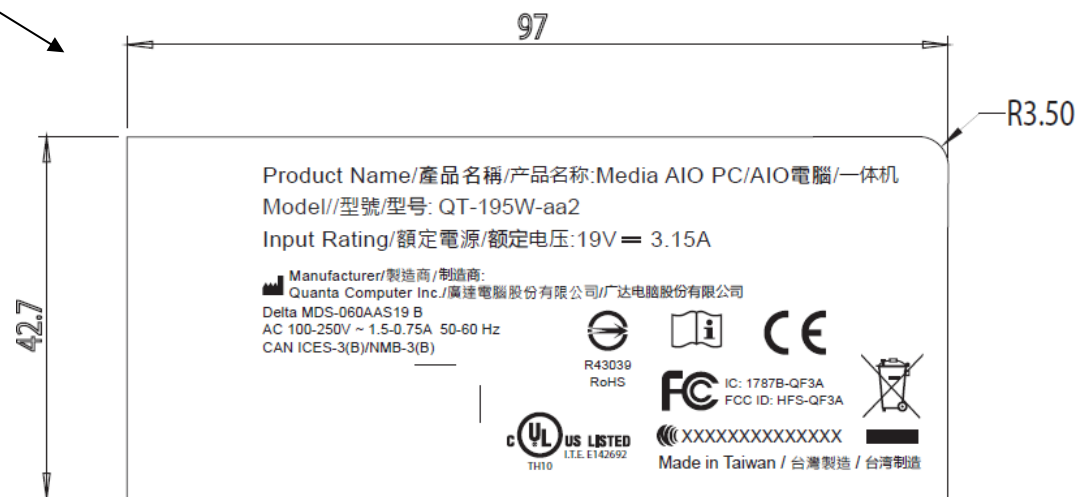 97
R3.50
42.7
Product Name/產品名稱/产品名称:Media AIO PC/AIO電腦/一体机
Model//型號/型号: QT-195W-aa2
Input Rating/額定電源/额定电压:19V 3.15A
Manufacturer/製造商/制造商:
Quanta Computer Inc./廣達電腦股份有限公司/广达电脑股份有限公司
Delta MDS-060AAS19 B
AC 100-250V ~ 1.5-0.75A 50-60 Hz
CAN ICES-3(B)/NMB-3(B)
R43039
RoHS
i
CE
FC
IC: 1787B-QF3A
FCC ID: HFS-QF3A
C UL US LISTED
I.T.E. E142692
TH10
XXXXXXXXXXXXXX
Made in Taiwan / 台灣製造 / 台湾制造